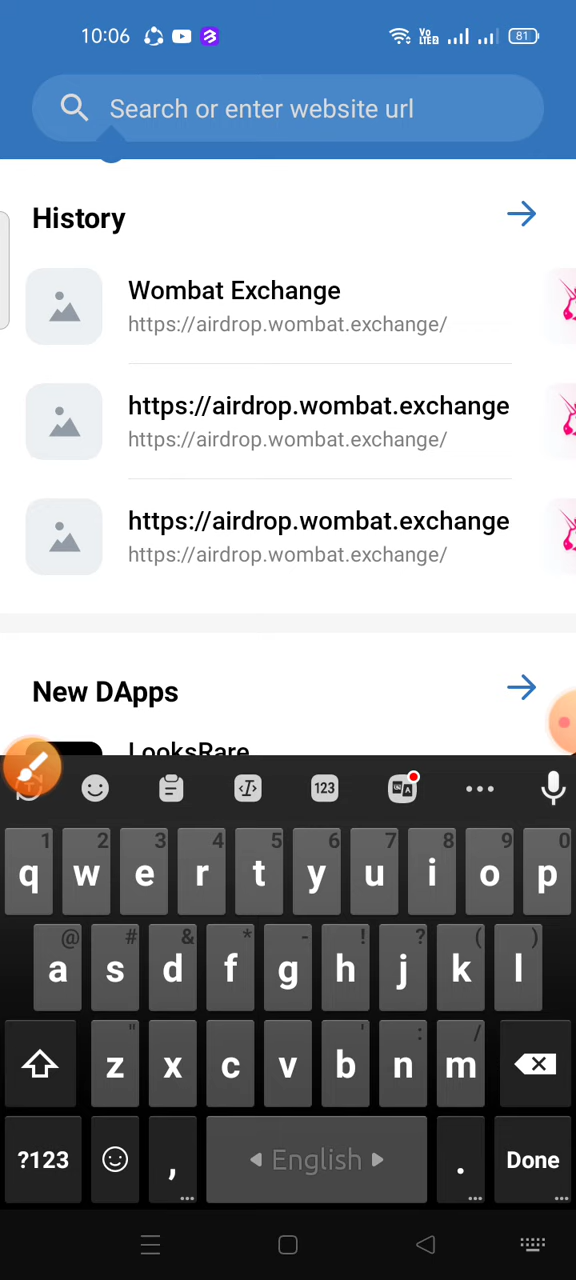 10:06
Vo
LTE2
81
Search or enter website url
History
Wombat Exchange
https://airdrop.wombat.exchange/
https://airdrop.wombat.exchange
https://airdrop.wombat.exchange/
https://airdrop.wombat.exchange
https://airdrop.wombat.exchange/
New DApps
LooksRare
123
1 2 3 4 5 6 7 8 9 0
q w e r t y u i o p
@ # & * - ! ? ( )
a s d f g h j k l
" ' : /
z x c v b n m
?123 , English . Done